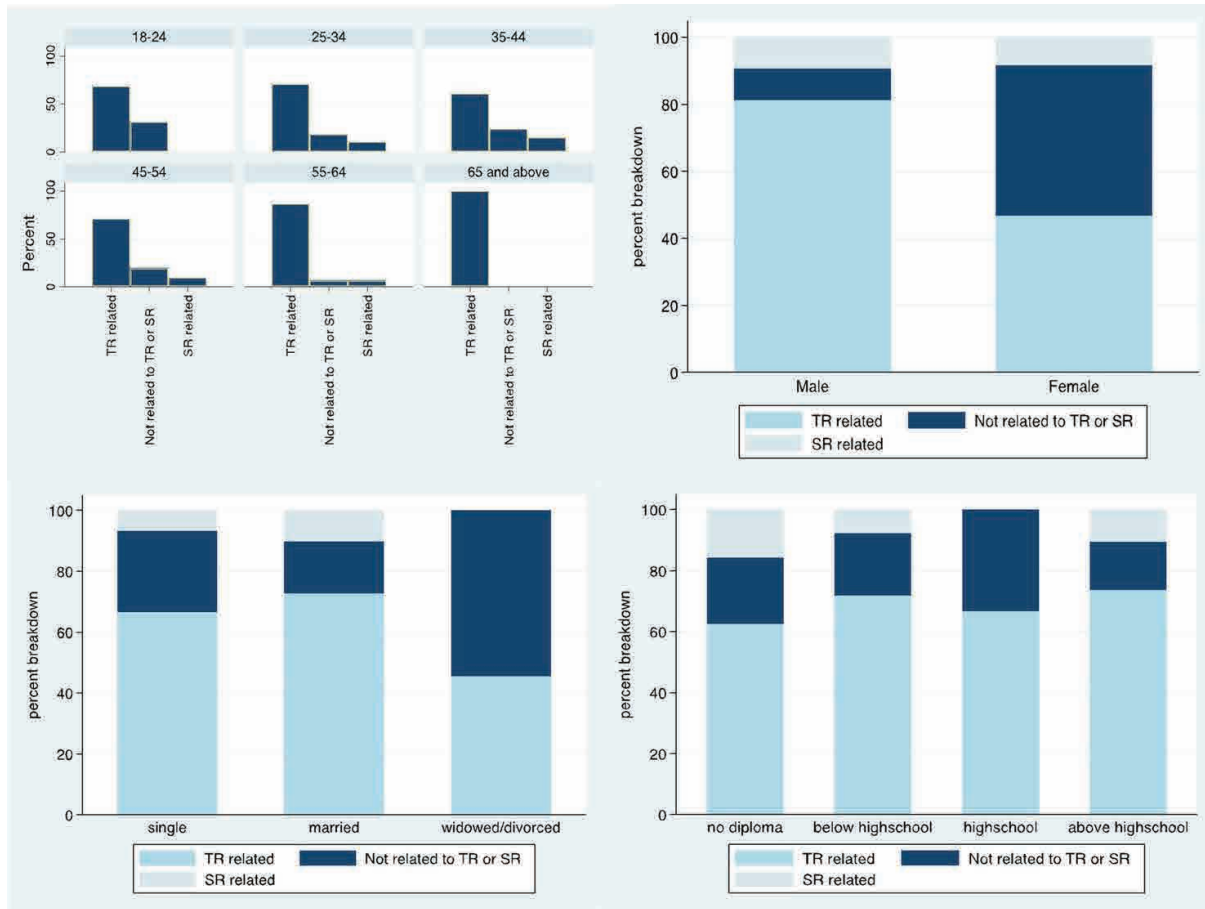 18-24 25-34 35-44
100
50
0
45-54 55-64 65 and above
100
50
0
Percent
TR related
Not related to TR or SR
SR related
TR related
Not related to TR or SR
SR related
TR related
Not related to TR or SR
SR related
100
80
60
40
20
0
percent breakdown
Male Female
TR related Not related to TR or SR
SR related
100
80
60
40
20
0
percent breakdown
single married widowed/divorced
TR related Not related to TR or SR
SR related
100
80
60
40
20
0
percent breakdown
no diploma below highschool highschool above highschool
TR related Not related to TR or SR
SR related